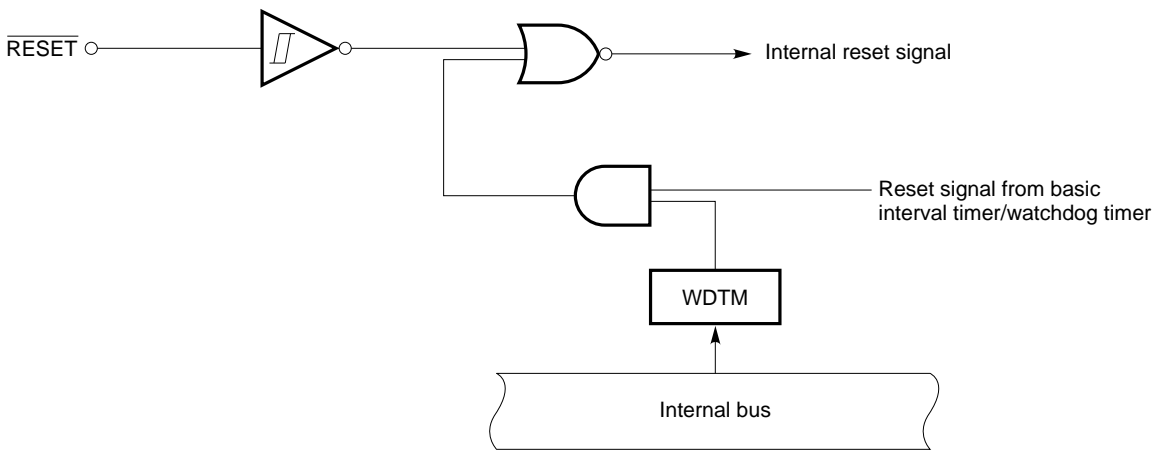 RESET
Internal reset signal
Reset signal from basic
interval timer/watchdog timer
WDTM
Internal bus